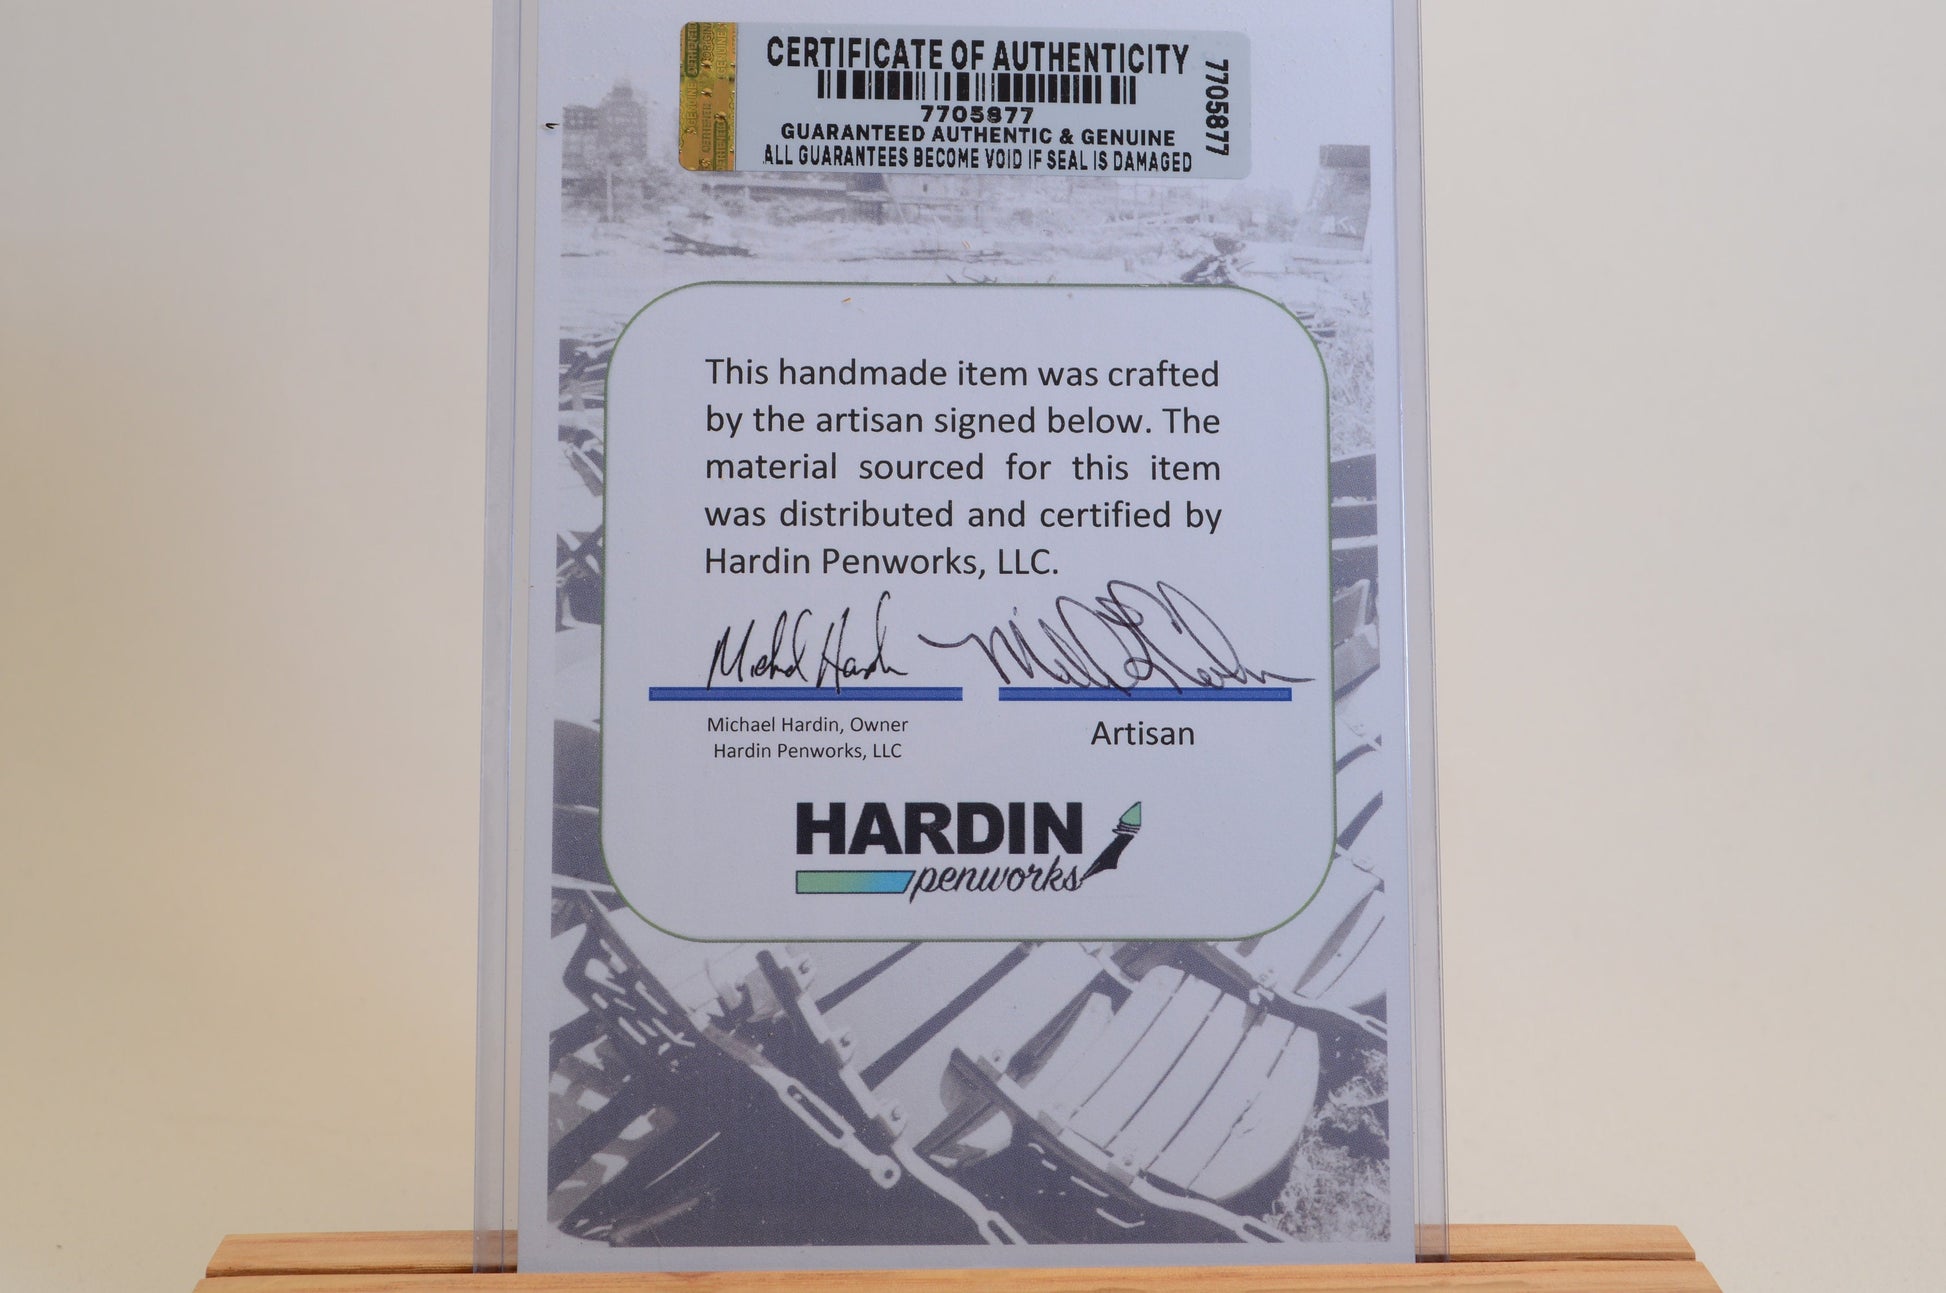 CERTIFICATE OF AUTHENTICITY
7705877
7705877
GUARANTEED AUTHENTIC & GENUINE
ALL GUARANTEES BECOME VOID IF SEAL IS DAMAGED
This handmade item was crafted
by the artisan signed below. The
material sourced for this item
was distributed and certified by
Hardin Penworks, LLC.
Michael Hardin
Michael Hardin, Owner
Hardin Penworks, LLC
Artisan
HARDIN
penworks